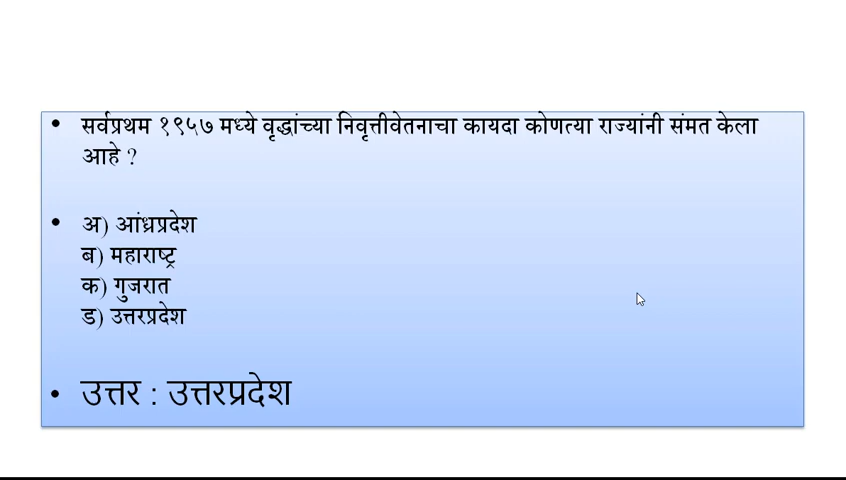 • सर्वप्रथम १९५७ मध्ये वृद्धांच्या निवृत्तीवेतनाचा कायदा कोणत्या राज्यांनी संमत केला
आहे ?
• अ) आंध्रप्रदेश
ब) महाराष्ट्र
क) गुजरात
ड) उत्तरप्रदेश
• उत्तर : उत्तरप्रदेश